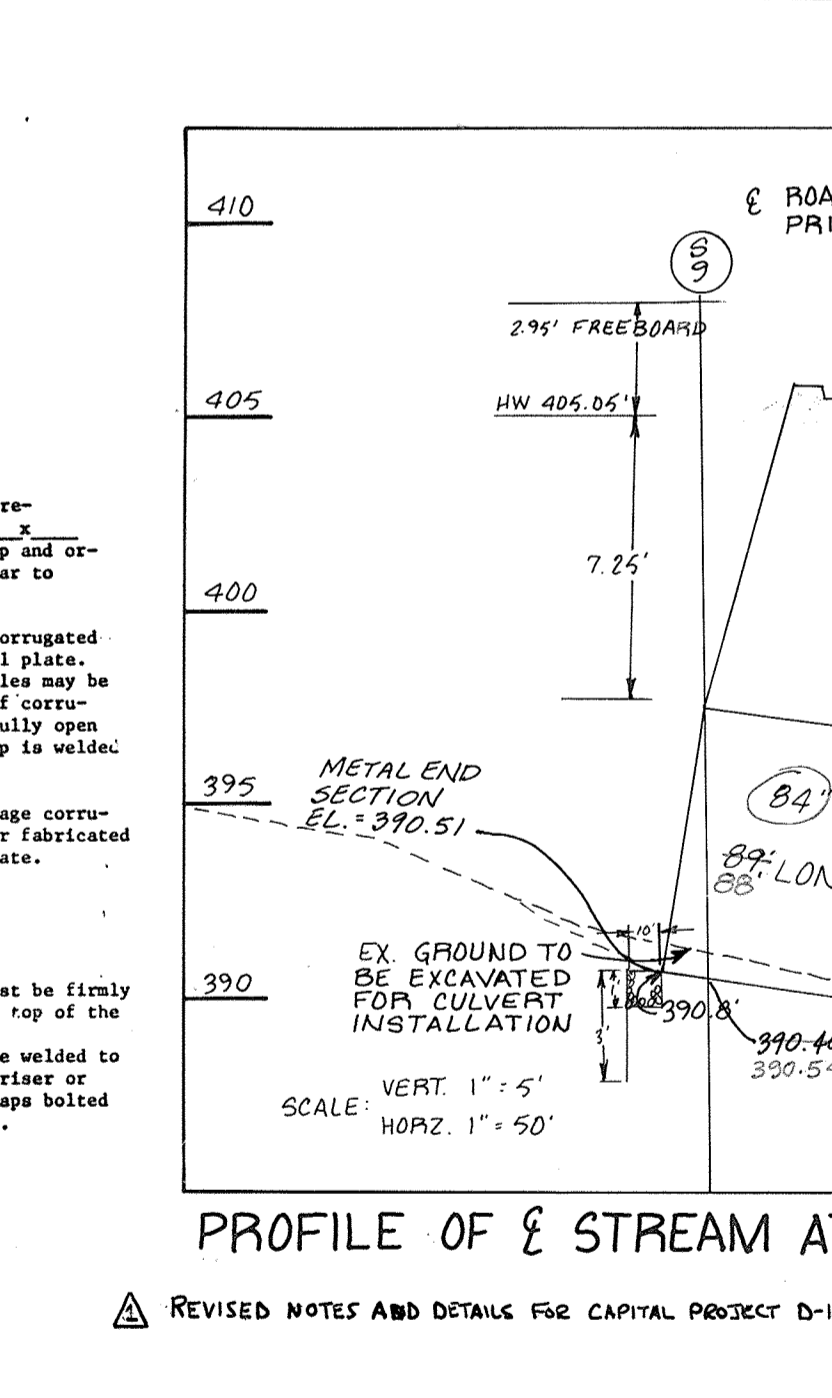 re-
x
p and or-
ar to
orrugated
l plate.
les may be
f corru-
ully open
p is welded
age corru-
r fabricated
ate.
st be firmly
top of the
e welded to
riser or
aps bolted
.
410
405
400
395
390
℄ ROA
PRI
S
9
2.95' FREEBOARD
HW 405.05'
7.25'
METAL END
SECTION
EL. = 390.51
84"
89'
88' LON
10'
EX. GROUND TO
BE EXCAVATED
FOR CULVERT
INSTALLATION
1'
3'
390.8'
390.40
390.54
SCALE: VERT. 1" = 5'
HORZ. 1" = 50'
PROFILE OF ℄ STREAM AT
1 REVISED NOTES AND DETAILS FOR CAPITAL PROJECT D-1